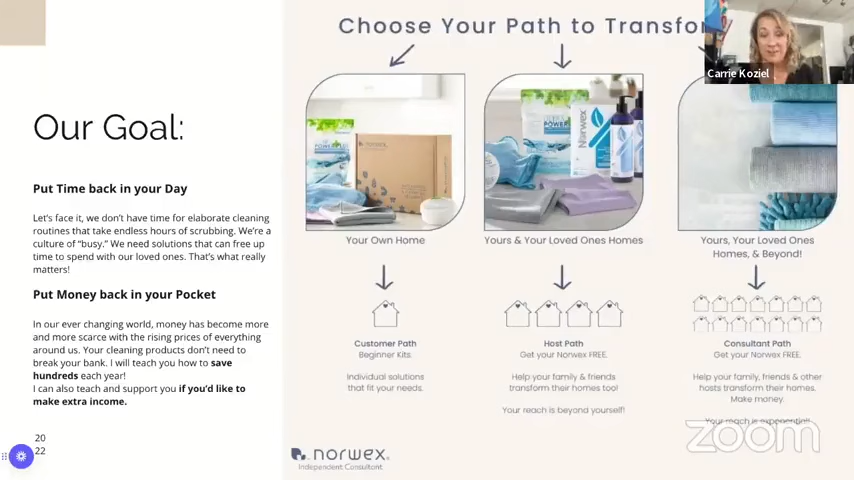 Our Goal:
Put Time back in your Day
Let's face it, we don't have time for elaborate cleaning
routines that take endless hours of scrubbing. We're a
culture of "busy." We need solutions that can free up
time to spend with our loved ones. That's what really
matters!
Put Money back in your Pocket
In our ever changing world, money has become more
and more scarce with the rising prices of everything
around us. Your cleaning products don't need to
break your bank. I will teach you how to save
hundreds each year!
I can also teach and support you if you'd like to
make extra income.
20
22
Choose Your Path to Transfor
Carrie Koziel
norwex
Norwex
Your Own Home
Customer Path
Beginner Kits.
Individual solutions
that fit your needs.
Yours & Your Loved Ones Homes
Host Path
Get your Norwex FREE.
Help your family & friends
transform their homes too!
Your reach is beyond yourself!
Yours, Your Loved Ones
Homes, & Beyond!
Consultant Path
Get your Norwex FREE.
Help your family, friends & other
hosts transform their homes.
Make money.
Your reach is exponential!
norwex
Independent Consultant
zoom